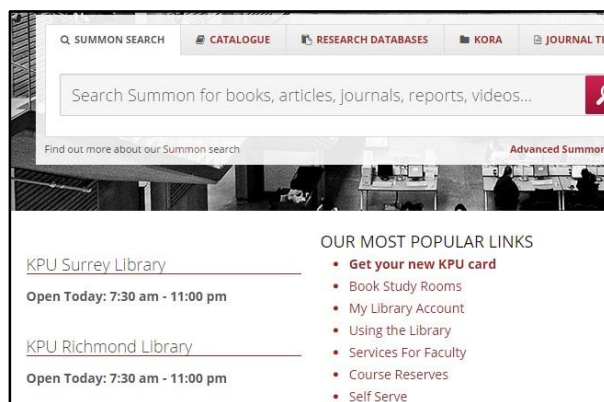 SUMMON SEARCH CATALOGUE RESEARCH DATABASES KORA JOURNAL
Search Summon for books, articles, journals, reports, videos...
Find out more about our Summon search Advanced Summon
KPU Surrey Library
Open Today: 7:30 am - 11:00 pm
KPU Richmond Library
Open Today: 7:30 am - 11:00 pm
OUR MOST POPULAR LINKS
Get your new KPU card
Book Study Rooms
My Library Account
Using the Library
Services For Faculty
Course Reserves
Self Serve